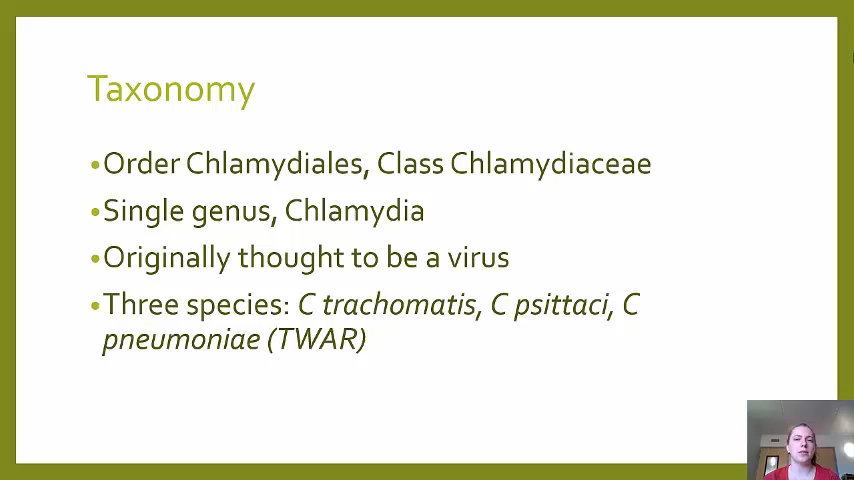 Taxonomy
•Order Chlamydiales, Class Chlamydiaceae
•Single genus, Chlamydia
•Originally thought to be a virus
•Three species: C trachomatis, C psittaci, C
pneumoniae (TWAR)